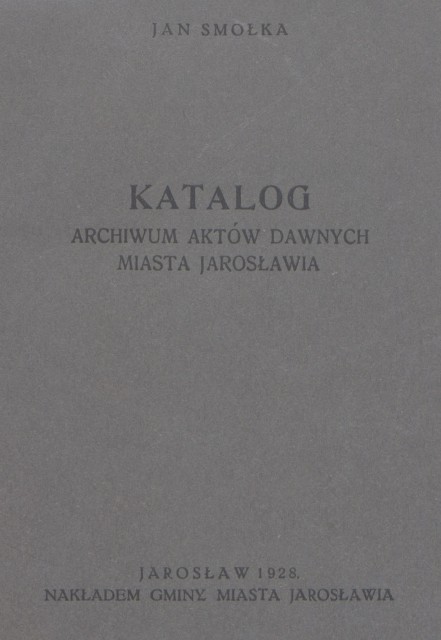 JAN SMOŁKA
KATALOG
ARCHIWUM AKTÓW DAWNYCH
MIASTA JAROSŁAWIA
JAROSŁAW 1928.
NAKŁADEM GMINY MIASTA JAROSŁAWIA